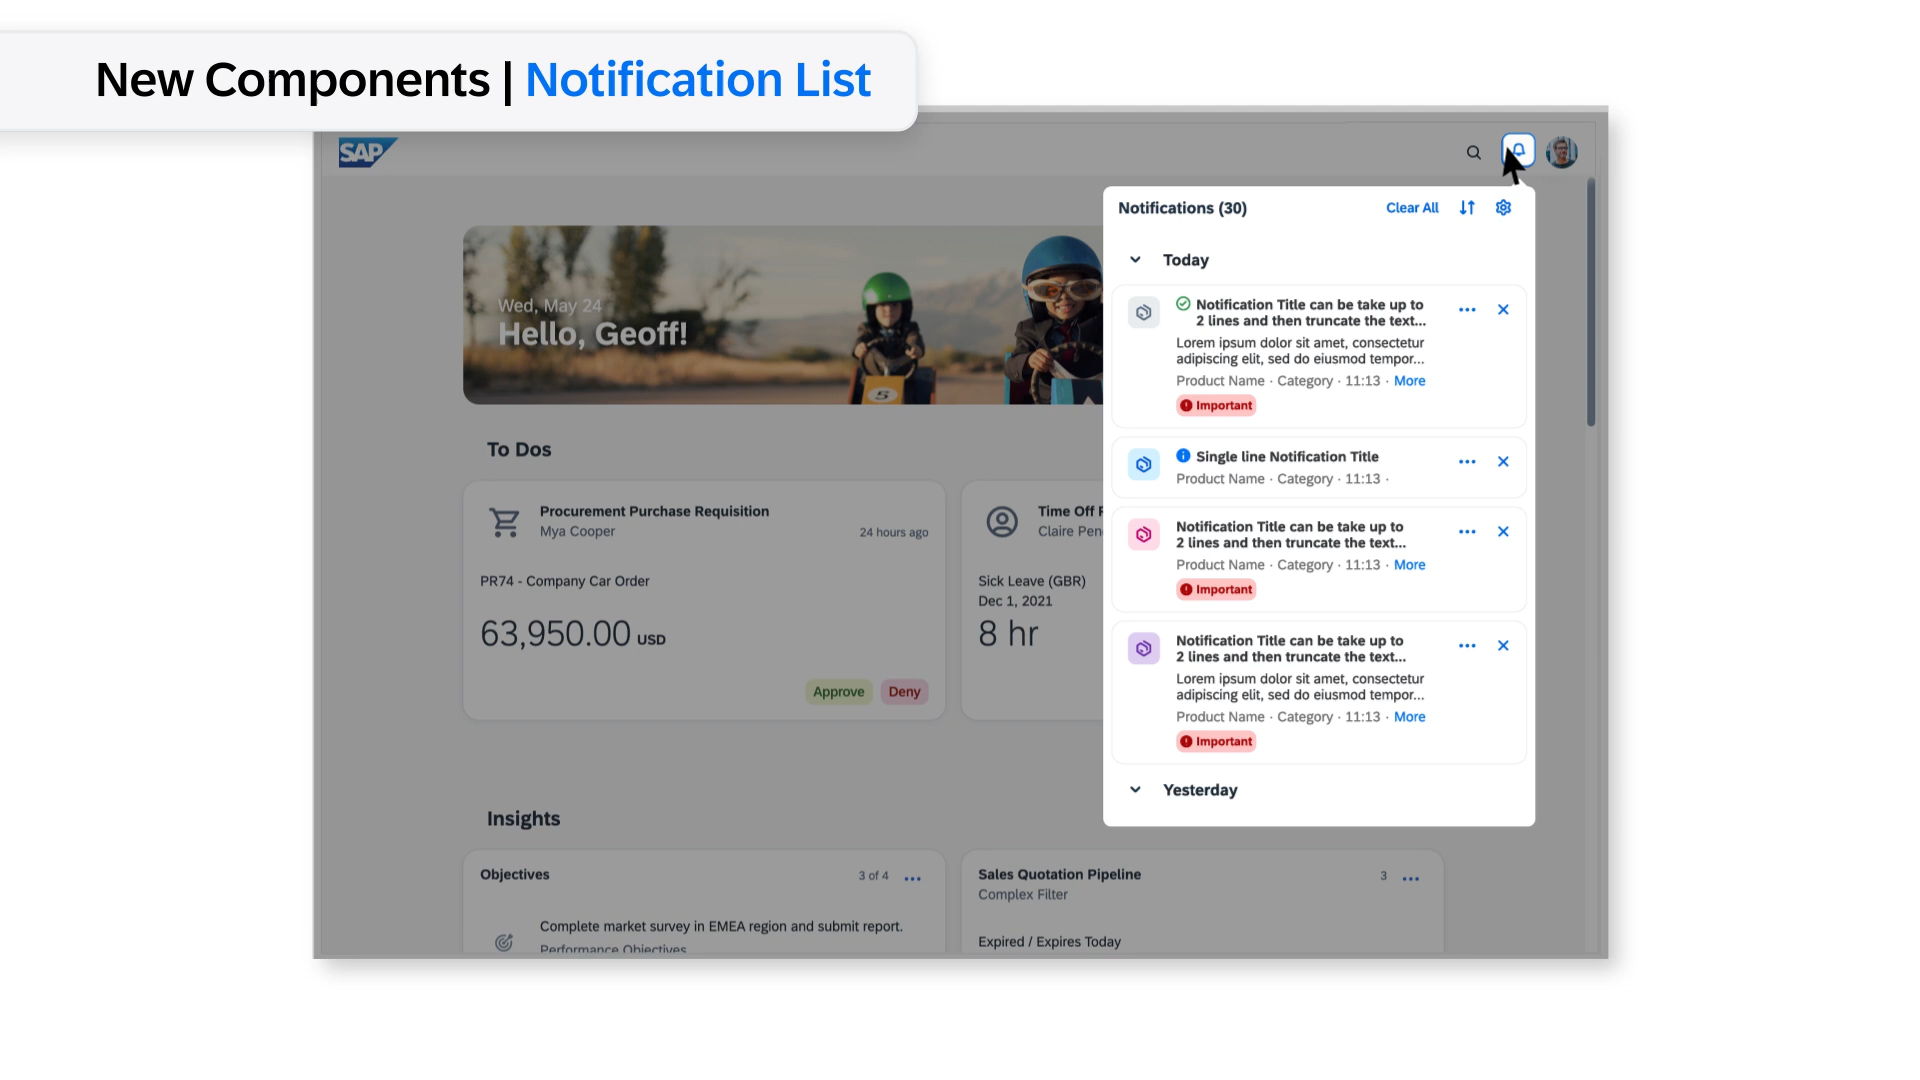 New Components | Notification List
SAP
Notifications (30)
Clear All
Today
Wed, May 24
Hello, Geoff!
5
Notification Title can be take up to
2 lines and then truncate the text...
Lorem ipsum dolor sit amet, consectetur
adipiscing elit, sed do eiusmod tempor...
Product Name · Category · 11:13 · More
Important
Single line Notification Title
Product Name · Category · 11:13 ·
Notification Title can be take up to
2 lines and then truncate the text...
Product Name · Category · 11:13 · More
Important
Notification Title can be take up to
2 lines and then truncate the text...
Lorem ipsum dolor sit amet, consectetur
adipiscing elit, sed do eiusmod tempor...
Product Name · Category · 11:13 · More
Important
Yesterday
To Dos
Procurement Purchase Requisition
Mya Cooper
24 hours ago
PR74 - Company Car Order
63,950.00 USD
Approve
Deny
Time Off
Claire
Sick Leave (GBR)
Dec 1, 2021
8 hr
Insights
Objectives
3 of 4
Complete market survey in EMEA region and submit report.
Performance Objectives
Sales Quotation Pipeline
3
Complex Filter
Expired / Expires Today